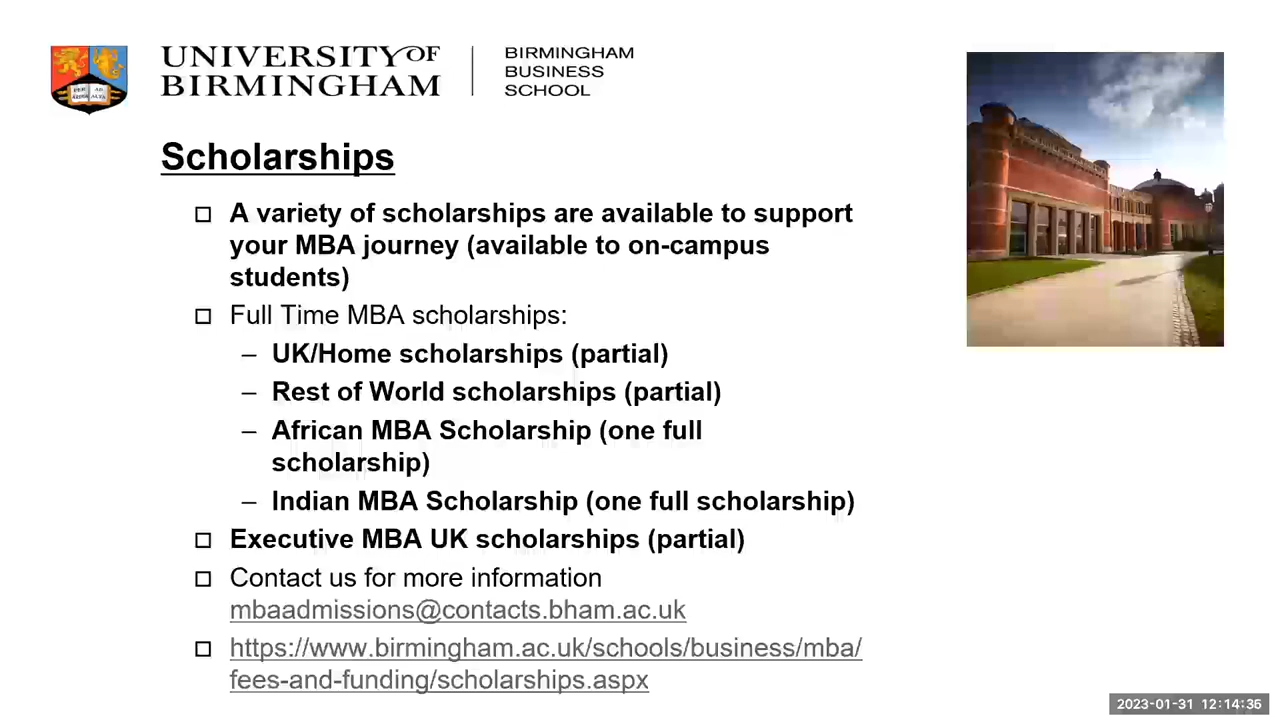 UNIVERSITY OF
BIRMINGHAM
BIRMINGHAM
BUSINESS
SCHOOL
Scholarships
A variety of scholarships are available to support
your MBA journey (available to on-campus
students)
Full Time MBA scholarships:
– UK/Home scholarships (partial)
– Rest of World scholarships (partial)
– African MBA Scholarship (one full
scholarship)
– Indian MBA Scholarship (one full scholarship)
Executive MBA UK scholarships (partial)
Contact us for more information
mbaadmissions@contacts.bham.ac.uk
https://www.birmingham.ac.uk/schools/business/mba/
fees-and-funding/scholarships.aspx
2023-01-31 12:14:36